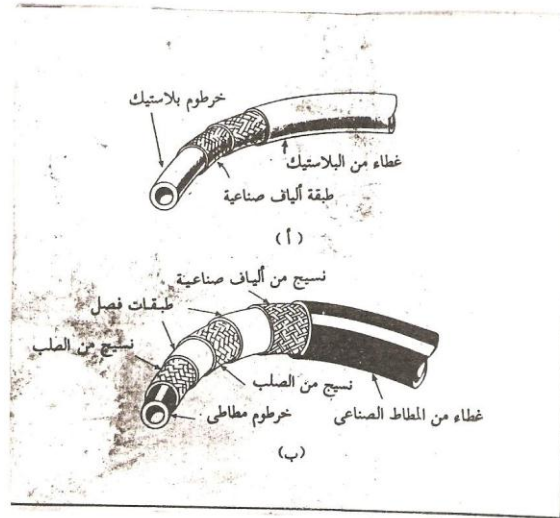 خرطوم بلاستيك
غطاء من البلاستيك
طبقة ألياف صناعية
(أ)
نسيج من ألياف صناعية
طبقات فصل
نسيج من الصلب
نسيج من الصلب
خرطوم مطاطى
غطاء من المطاط الصناعى
(ب)